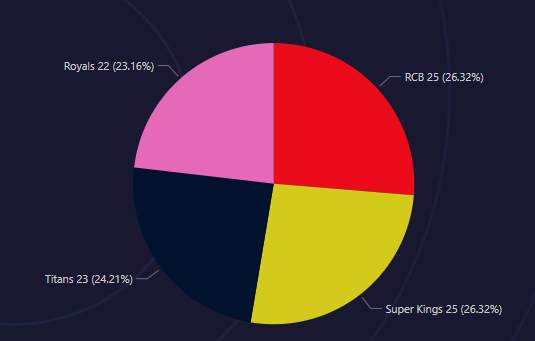 Royals 22 (23.16%)
RCB 25 (26.32%)
Titans 23 (24.21%)
Super Kings 25 (26.32%)